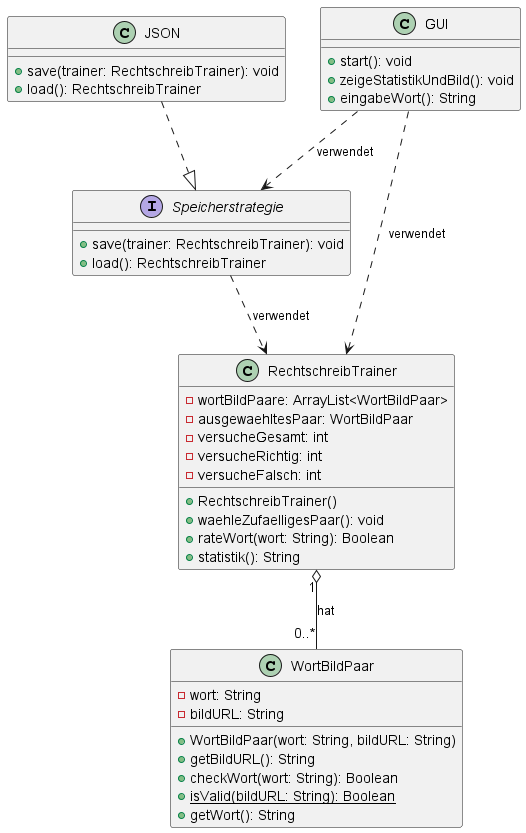 C JSON
save(trainer: RechtschreibTrainer): void
load(): RechtschreibTrainer
C GUI
start(): void
zeigeStatistikUndBild(): void
eingabeWort(): String
verwendet
I Speicherstrategie
save(trainer: RechtschreibTrainer): void
load(): RechtschreibTrainer
verwendet
verwendet
C RechtschreibTrainer
wortBildPaare: ArrayList<WortBildPaar>
ausgewaehltesPaar: WortBildPaar
versucheGesamt: int
versucheRichtig: int
versucheFalsch: int
RechtschreibTrainer()
waehleZufaelligesPaar(): void
rateWort(wort: String): Boolean
statistik(): String
1
hat
0..*
C WortBildPaar
wort: String
bildURL: String
WortBildPaar(wort: String, bildURL: String)
getBildURL(): String
checkWort(wort: String): Boolean
isValid(bildURL: String): Boolean
getWort(): String